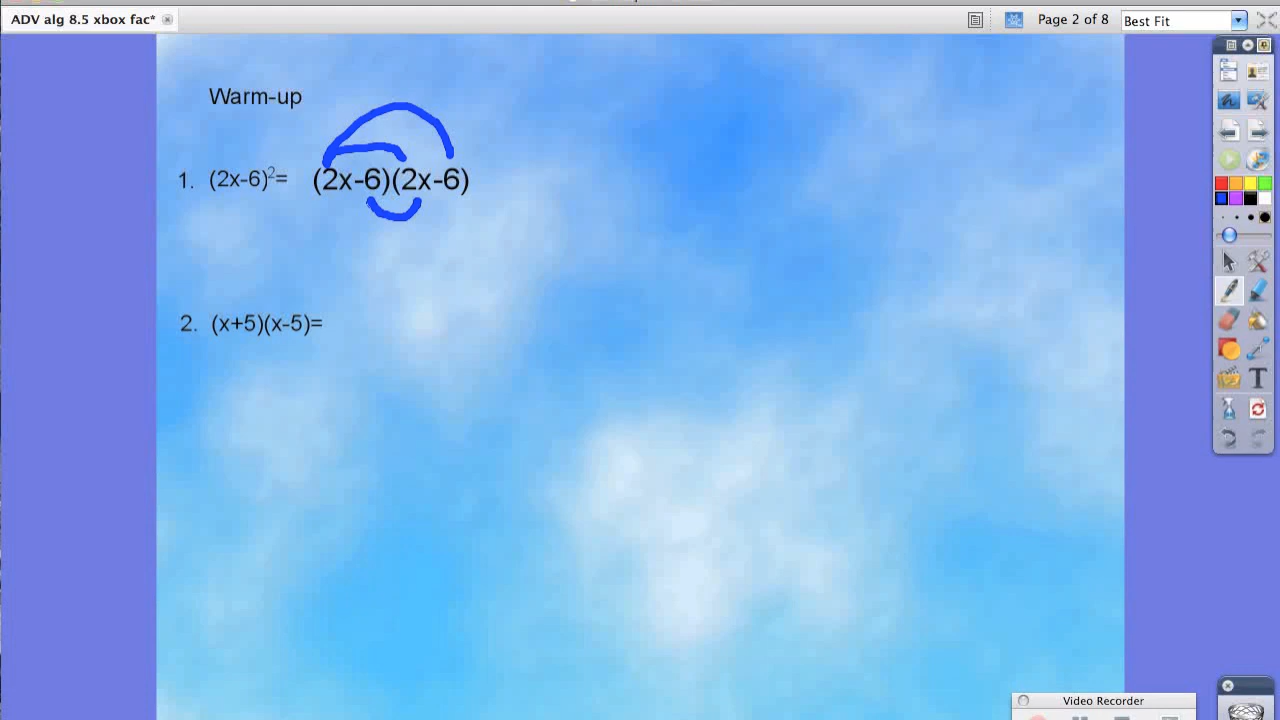 ADV alg 8.5 xbox fac*
Page 2 of 8
Best Fit
Warm-up
1. (2x-6)²= (2x-6)(2x-6)
2. (x+5)(x-5)=
T
Video Recorder